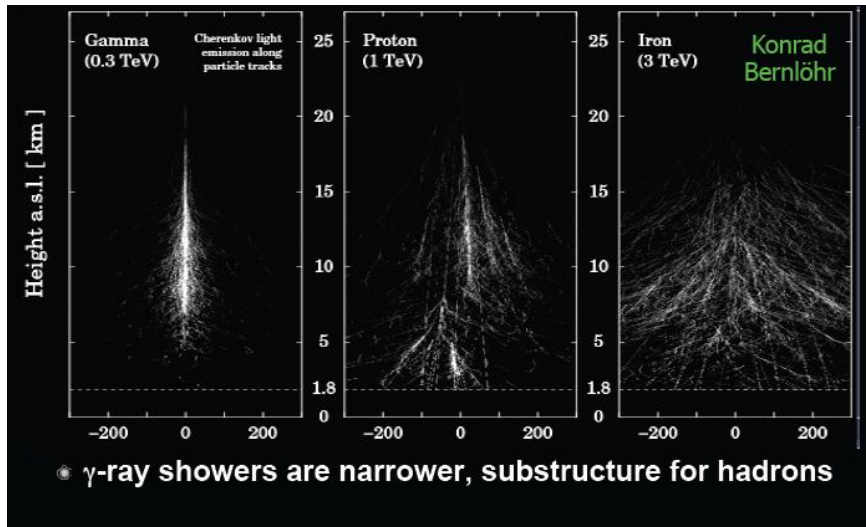 Gamma
(0.3 TeV)
Cherenkov light
emission along
particle tracks
Proton
(1 TeV)
Iron
(3 TeV)
Konrad
Bernlöhr
Height a.s.l. [ km ]
25
20
15
10
5
1.8
0
25
20
15
10
5
1.8
0
-200 0 200
-200 0 200
-200 0 200
γ-ray showers are narrower, substructure for hadrons